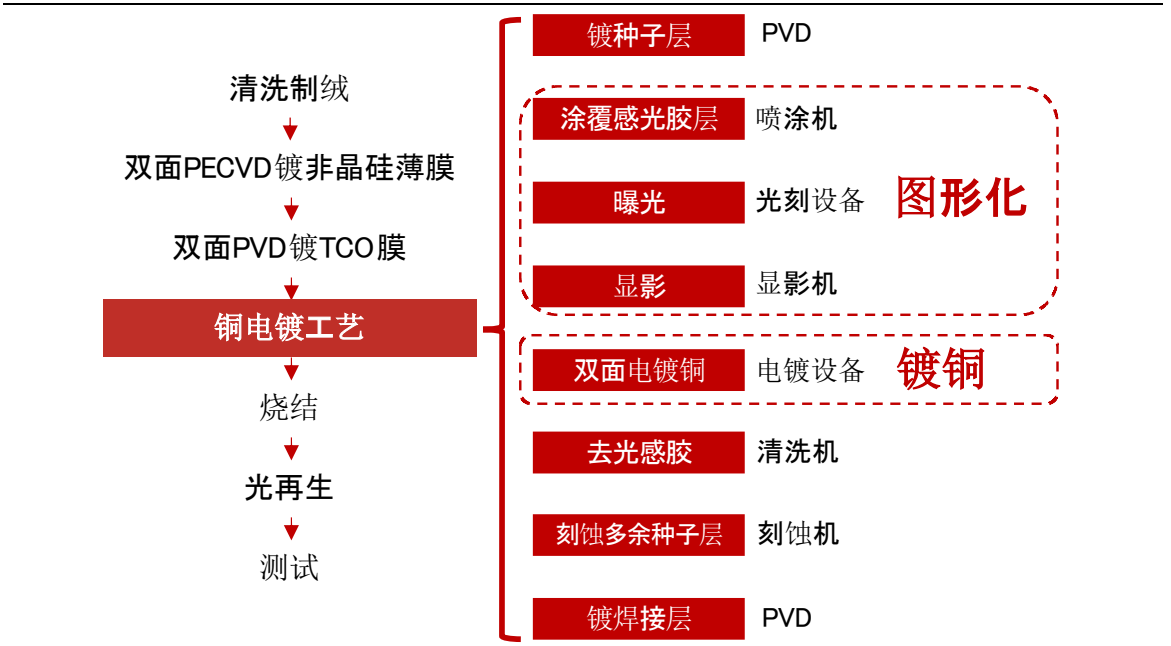 清洗制绒
双面PECVD镀非晶硅薄膜
双面PVD镀TCO膜
铜电镀工艺
烧结
光再生
测试
镀种子层 PVD
涂覆感光胶层 喷涂机
曝光 光刻设备
显影 显影机
图形化
双面电镀铜 电镀设备 镀铜
去光感胶 清洗机
刻蚀多余种子层 刻蚀机
镀焊接层 PVD